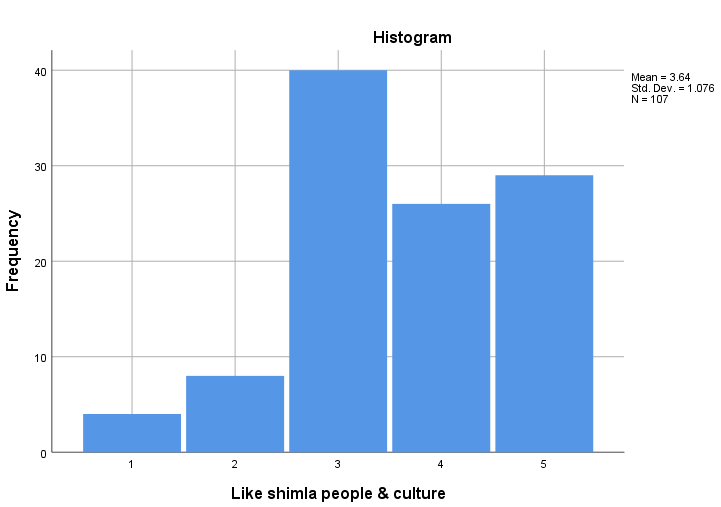 Histogram
Mean = 3.64
Std. Dev. = 1.076
N = 107
40
30
20
10
0
Frequency
1 2 3 4 5
Like shimla people & culture